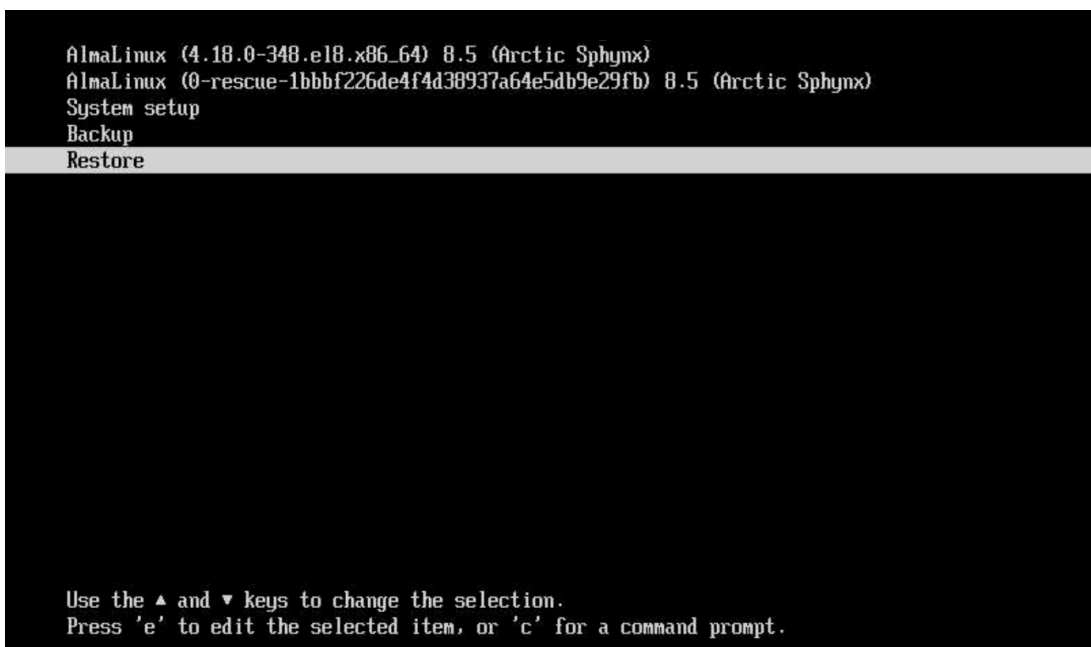 AlmaLinux (4.18.0-348.el8.x86_64) 8.5 (Arctic Sphynx)
AlmaLinux (0-rescue-1bbbf226de4f4d38937a64e5db9e29fb) 8.5 (Arctic Sphynx)
System setup
Backup
Restore
Use the ▲ and ▼ keys to change the selection.
Press 'e' to edit the selected item, or 'c' for a command prompt.